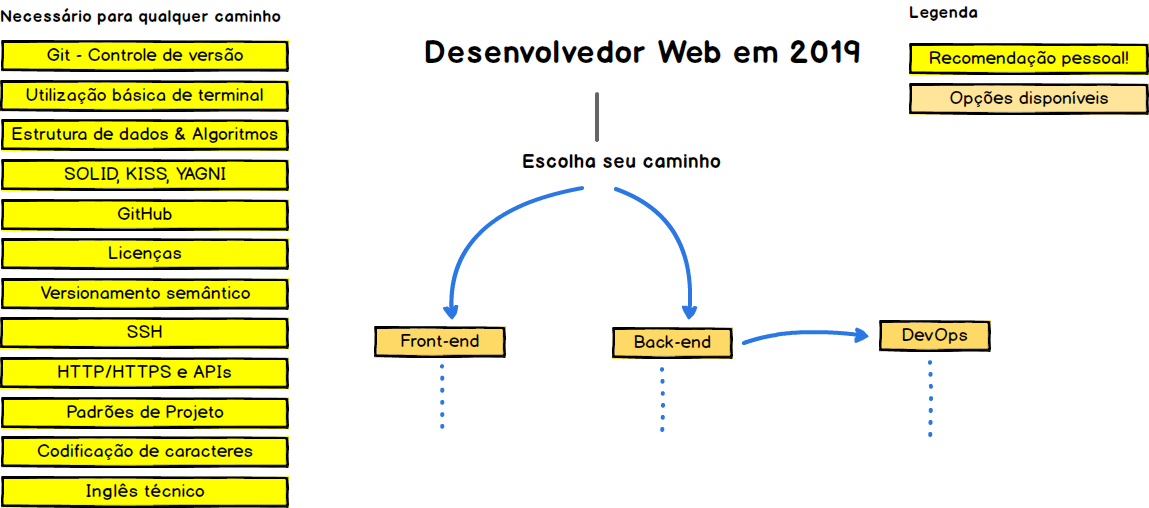 Necessário para qualquer caminho
Git - Controle de versão
Utilização básica de terminal
Estrutura de dados & Algoritmos
SOLID, KISS, YAGNI
GitHub
Licenças
Versionamento semântico
SSH
HTTP/HTTPS e APIs
Padrões de Projeto
Codificação de caracteres
Inglês técnico
Desenvolvedor Web em 2019
Escolha seu caminho
Front-end
Back-end
DevOps
Legenda
Recomendação pessoal!
Opções disponíveis